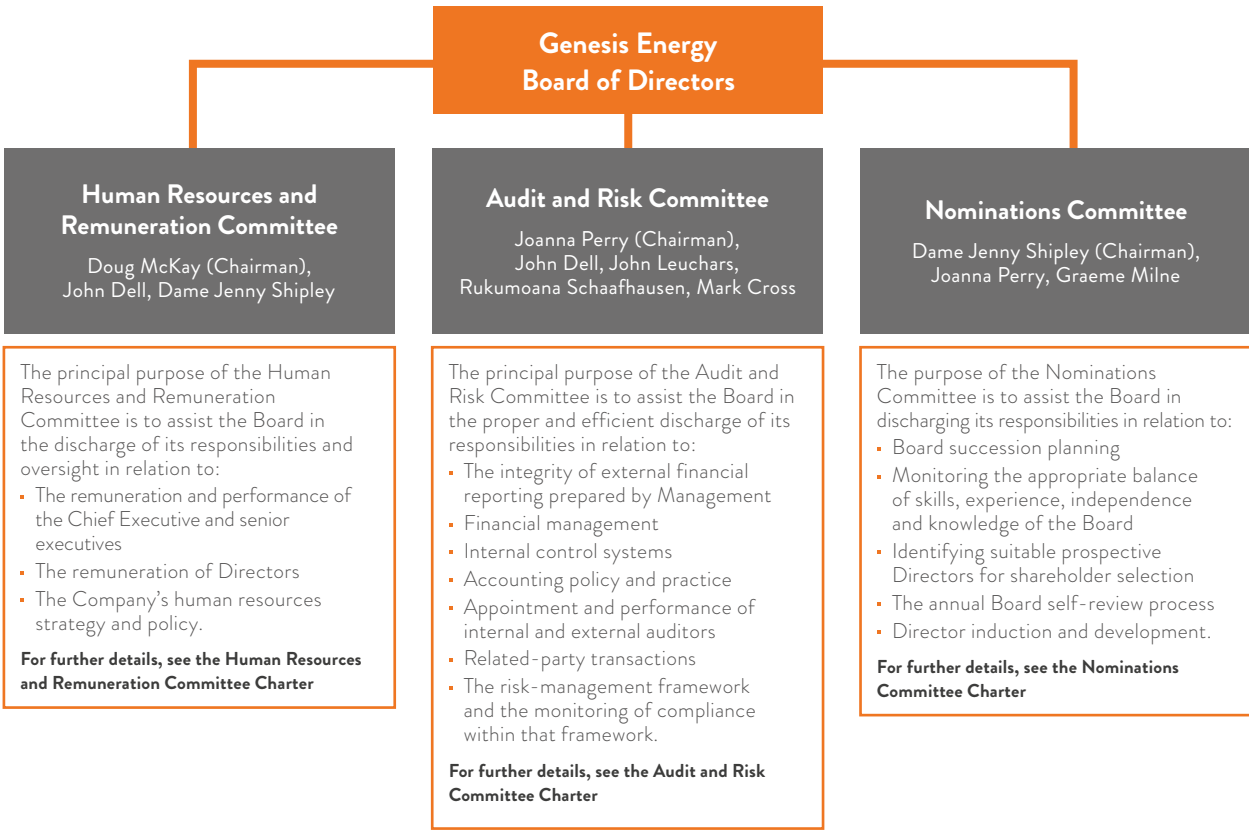 Genesis Energy
Board of Directors
Human Resources and
Remuneration Committee
Doug McKay (Chairman),
John Dell, Dame Jenny Shipley
The principal purpose of the Human
Resources and Remuneration
Committee is to assist the Board in
the discharge of its responsibilities and
oversight in relation to:
▪ The remuneration and performance of
the Chief Executive and senior
executives
▪ The remuneration of Directors
▪ The Company’s human resources
strategy and policy.
For further details, see the Human Resources
and Remuneration Committee Charter
Audit and Risk Committee
Joanna Perry (Chairman),
John Dell, John Leuchars,
Rukumoana Schaafhausen, Mark Cross
The principal purpose of the Audit and
Risk Committee is to assist the Board in
the proper and efficient discharge of its
responsibilities in relation to:
▪ The integrity of external financial
reporting prepared by Management
▪ Financial management
▪ Internal control systems
▪ Accounting policy and practice
▪ Appointment and performance of
internal and external auditors
▪ Related-party transactions
▪ The risk-management framework
and the monitoring of compliance
within that framework.
For further details, see the Audit and Risk
Committee Charter
Nominations Committee
Dame Jenny Shipley (Chairman),
Joanna Perry, Graeme Milne
The purpose of the Nominations
Committee is to assist the Board in
discharging its responsibilities in relation to:
▪ Board succession planning
▪ Monitoring the appropriate balance
of skills, experience, independence
and knowledge of the Board
▪ Identifying suitable prospective
Directors for shareholder selection
▪ The annual Board self-review process
▪ Director induction and development.
For further details, see the Nominations
Committee Charter